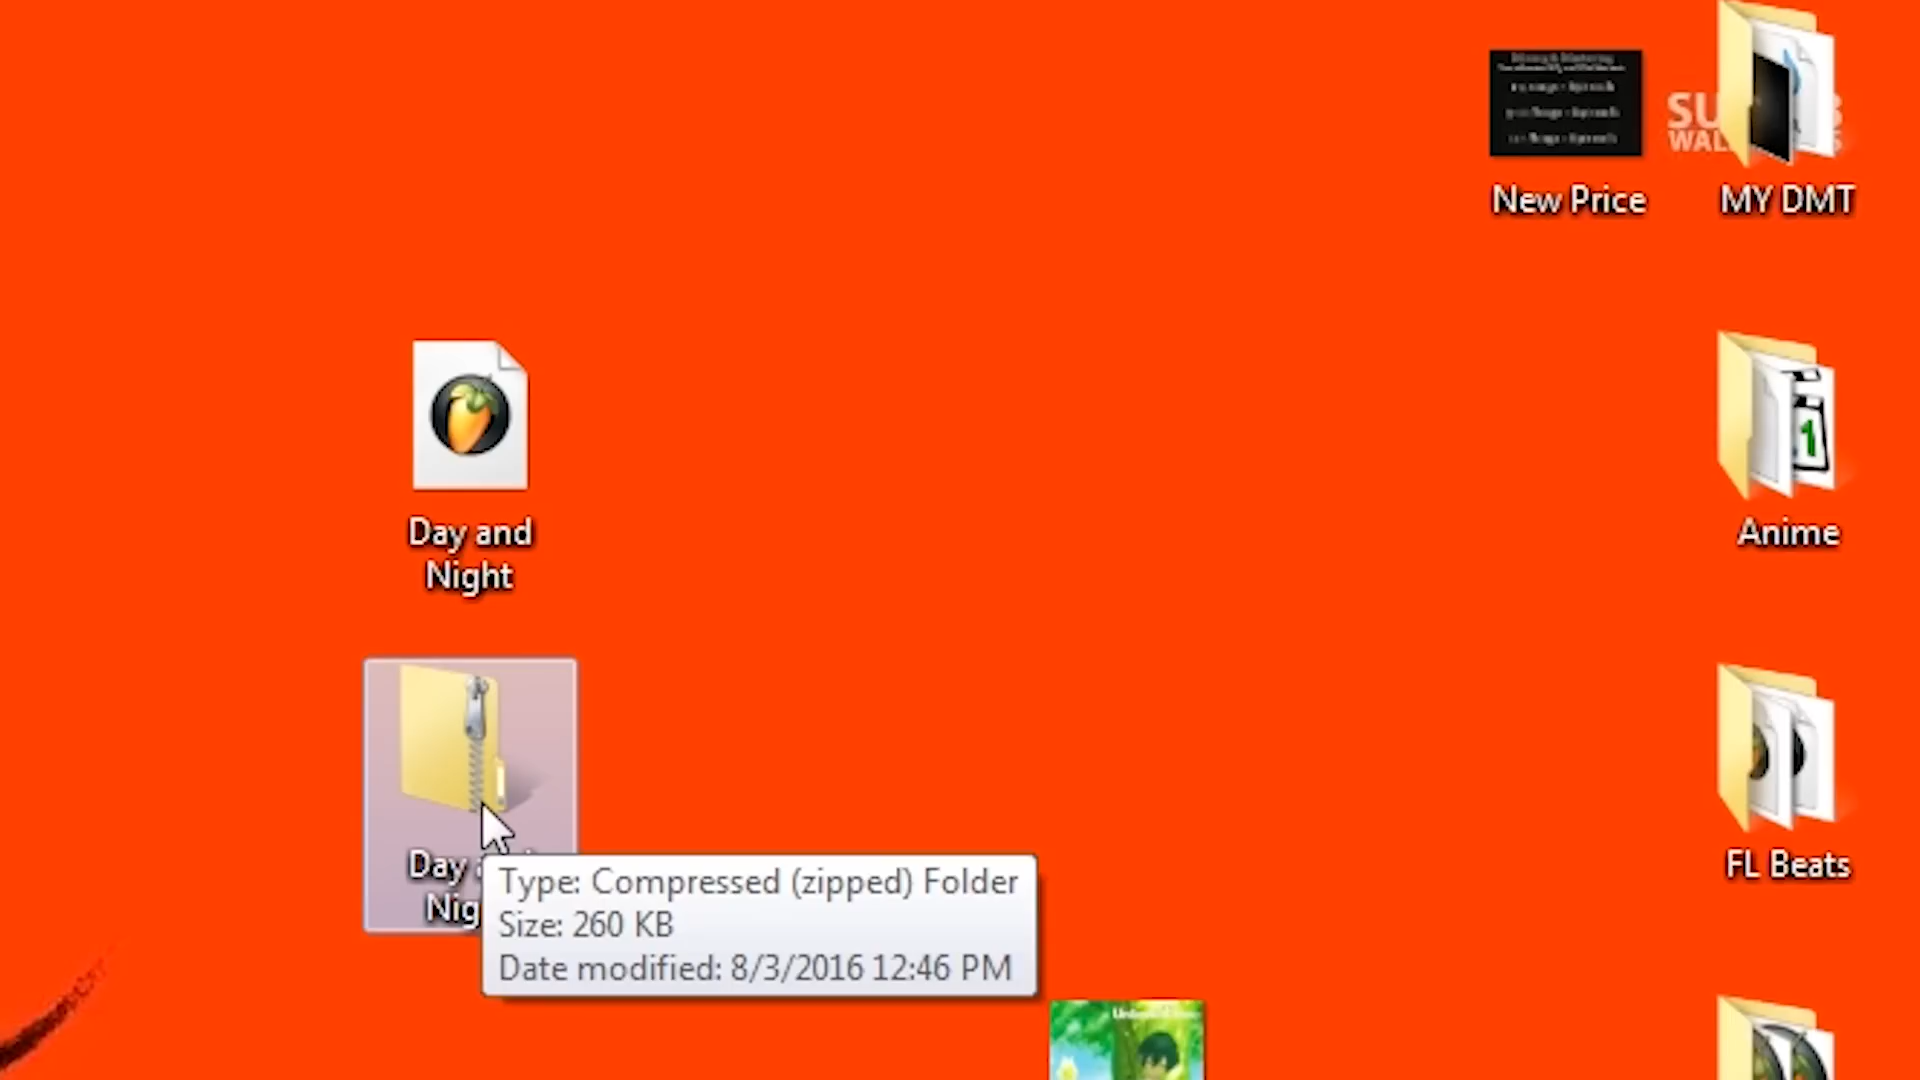 New Price
MY DMT
Day and
Night
Anime
Day
Nig
Type: Compressed (zipped) Folder
Size: 260 KB
Date modified: 8/3/2016 12:46 PM
FL Beats